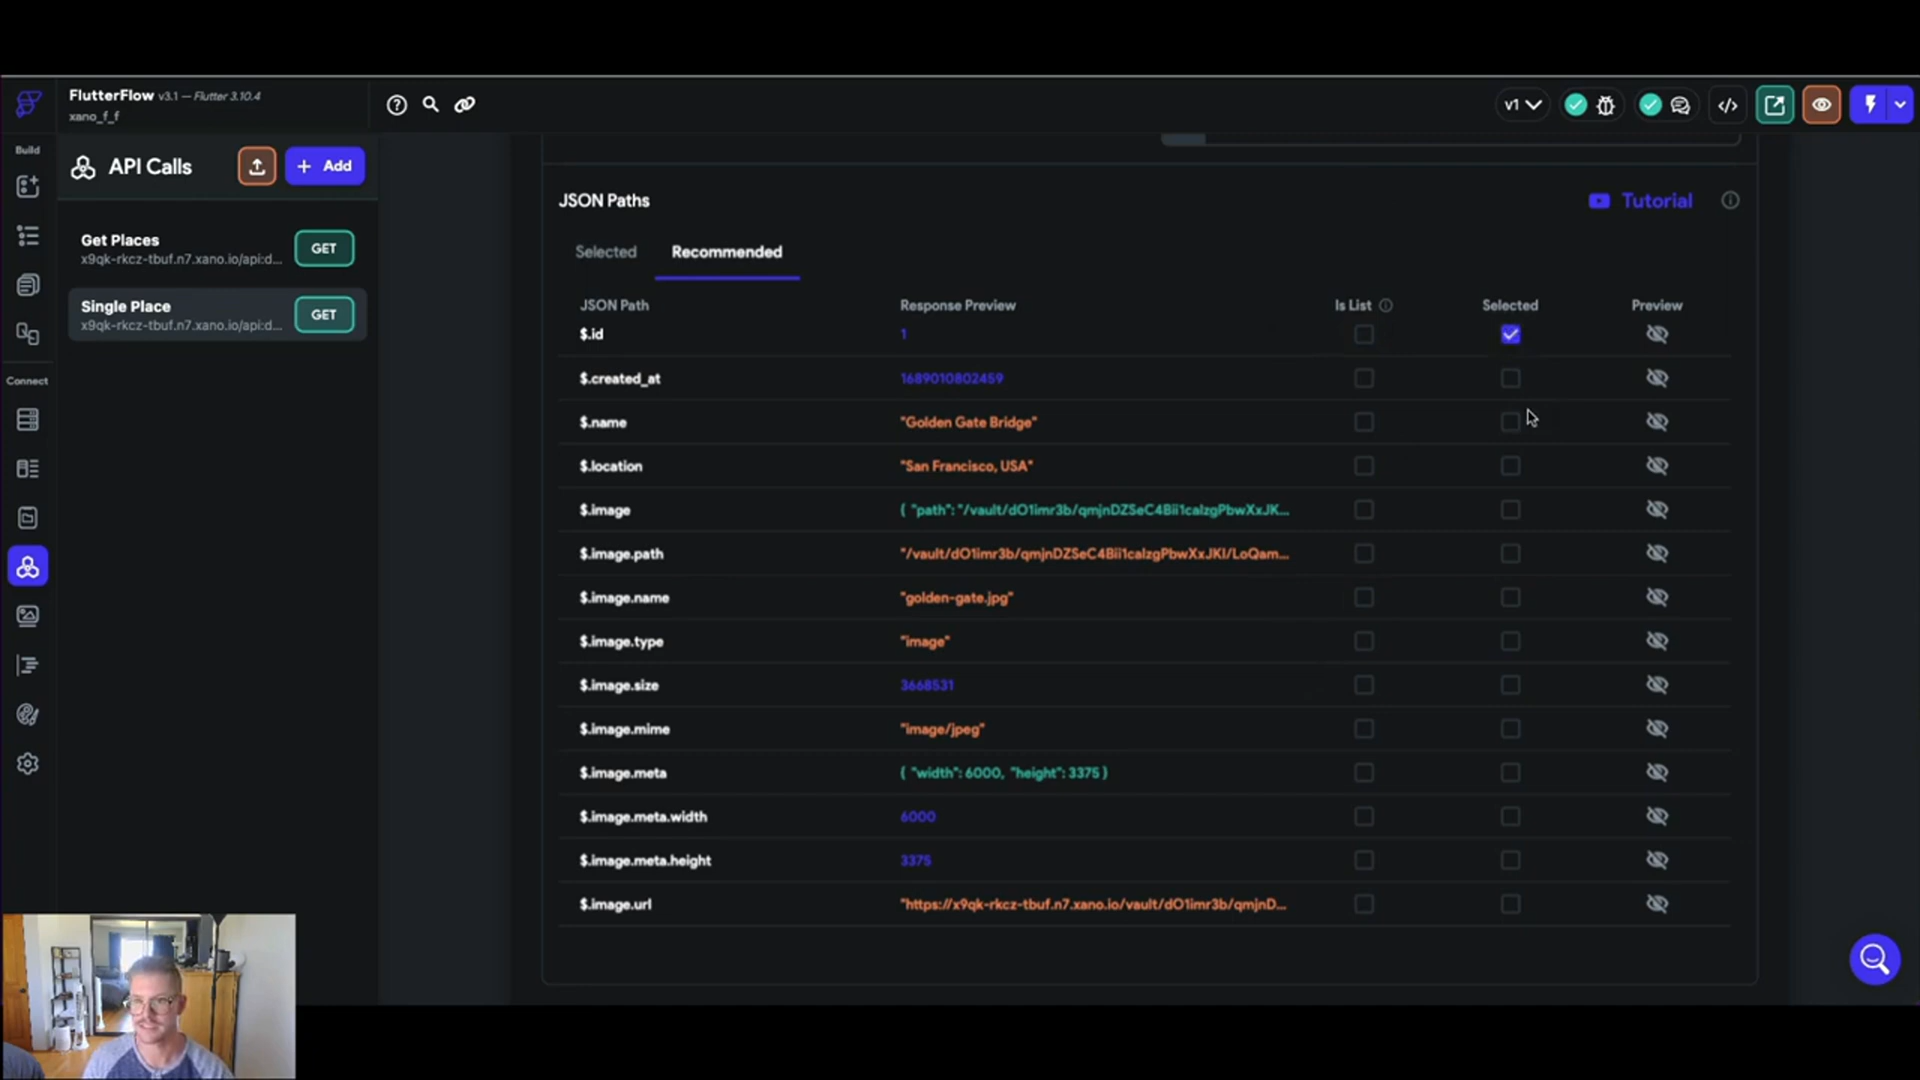 FlutterFlow v3.1 — Flutter 3.10.4
xano_f_f
v1
Build
API Calls
+ Add
Get Places
x9qk-rkcz-tbuf.n7.xano.io/api:d...
GET
Single Place
x9qk-rkcz-tbuf.n7.xano.io/api:d...
GET
Connect
JSON Paths
Tutorial
Selected Recommended
JSON Path Response Preview Is List Selected Preview
$.id 1
$.created_at 1689010802459
$.name "Golden Gate Bridge"
$.location "San Francisco, USA"
$.image { "path": "/vault/dO1imr3b/qmjnDZSeC4Bii1calzgPbwXxJK...
$.image.path "/vault/dO1imr3b/qmjnDZSeC4Bii1calzgPbwXxJKI/LoQam...
$.image.name "golden-gate.jpg"
$.image.type "image"
$.image.size 3668531
$.image.mime "image/jpeg"
$.image.meta { "width": 6000, "height": 3375 }
$.image.meta.width 6000
$.image.meta.height 3375
$.image.url "https://x9qk-rkcz-tbuf.n7.xano.io/vault/dO1imr3b/qmjnD...